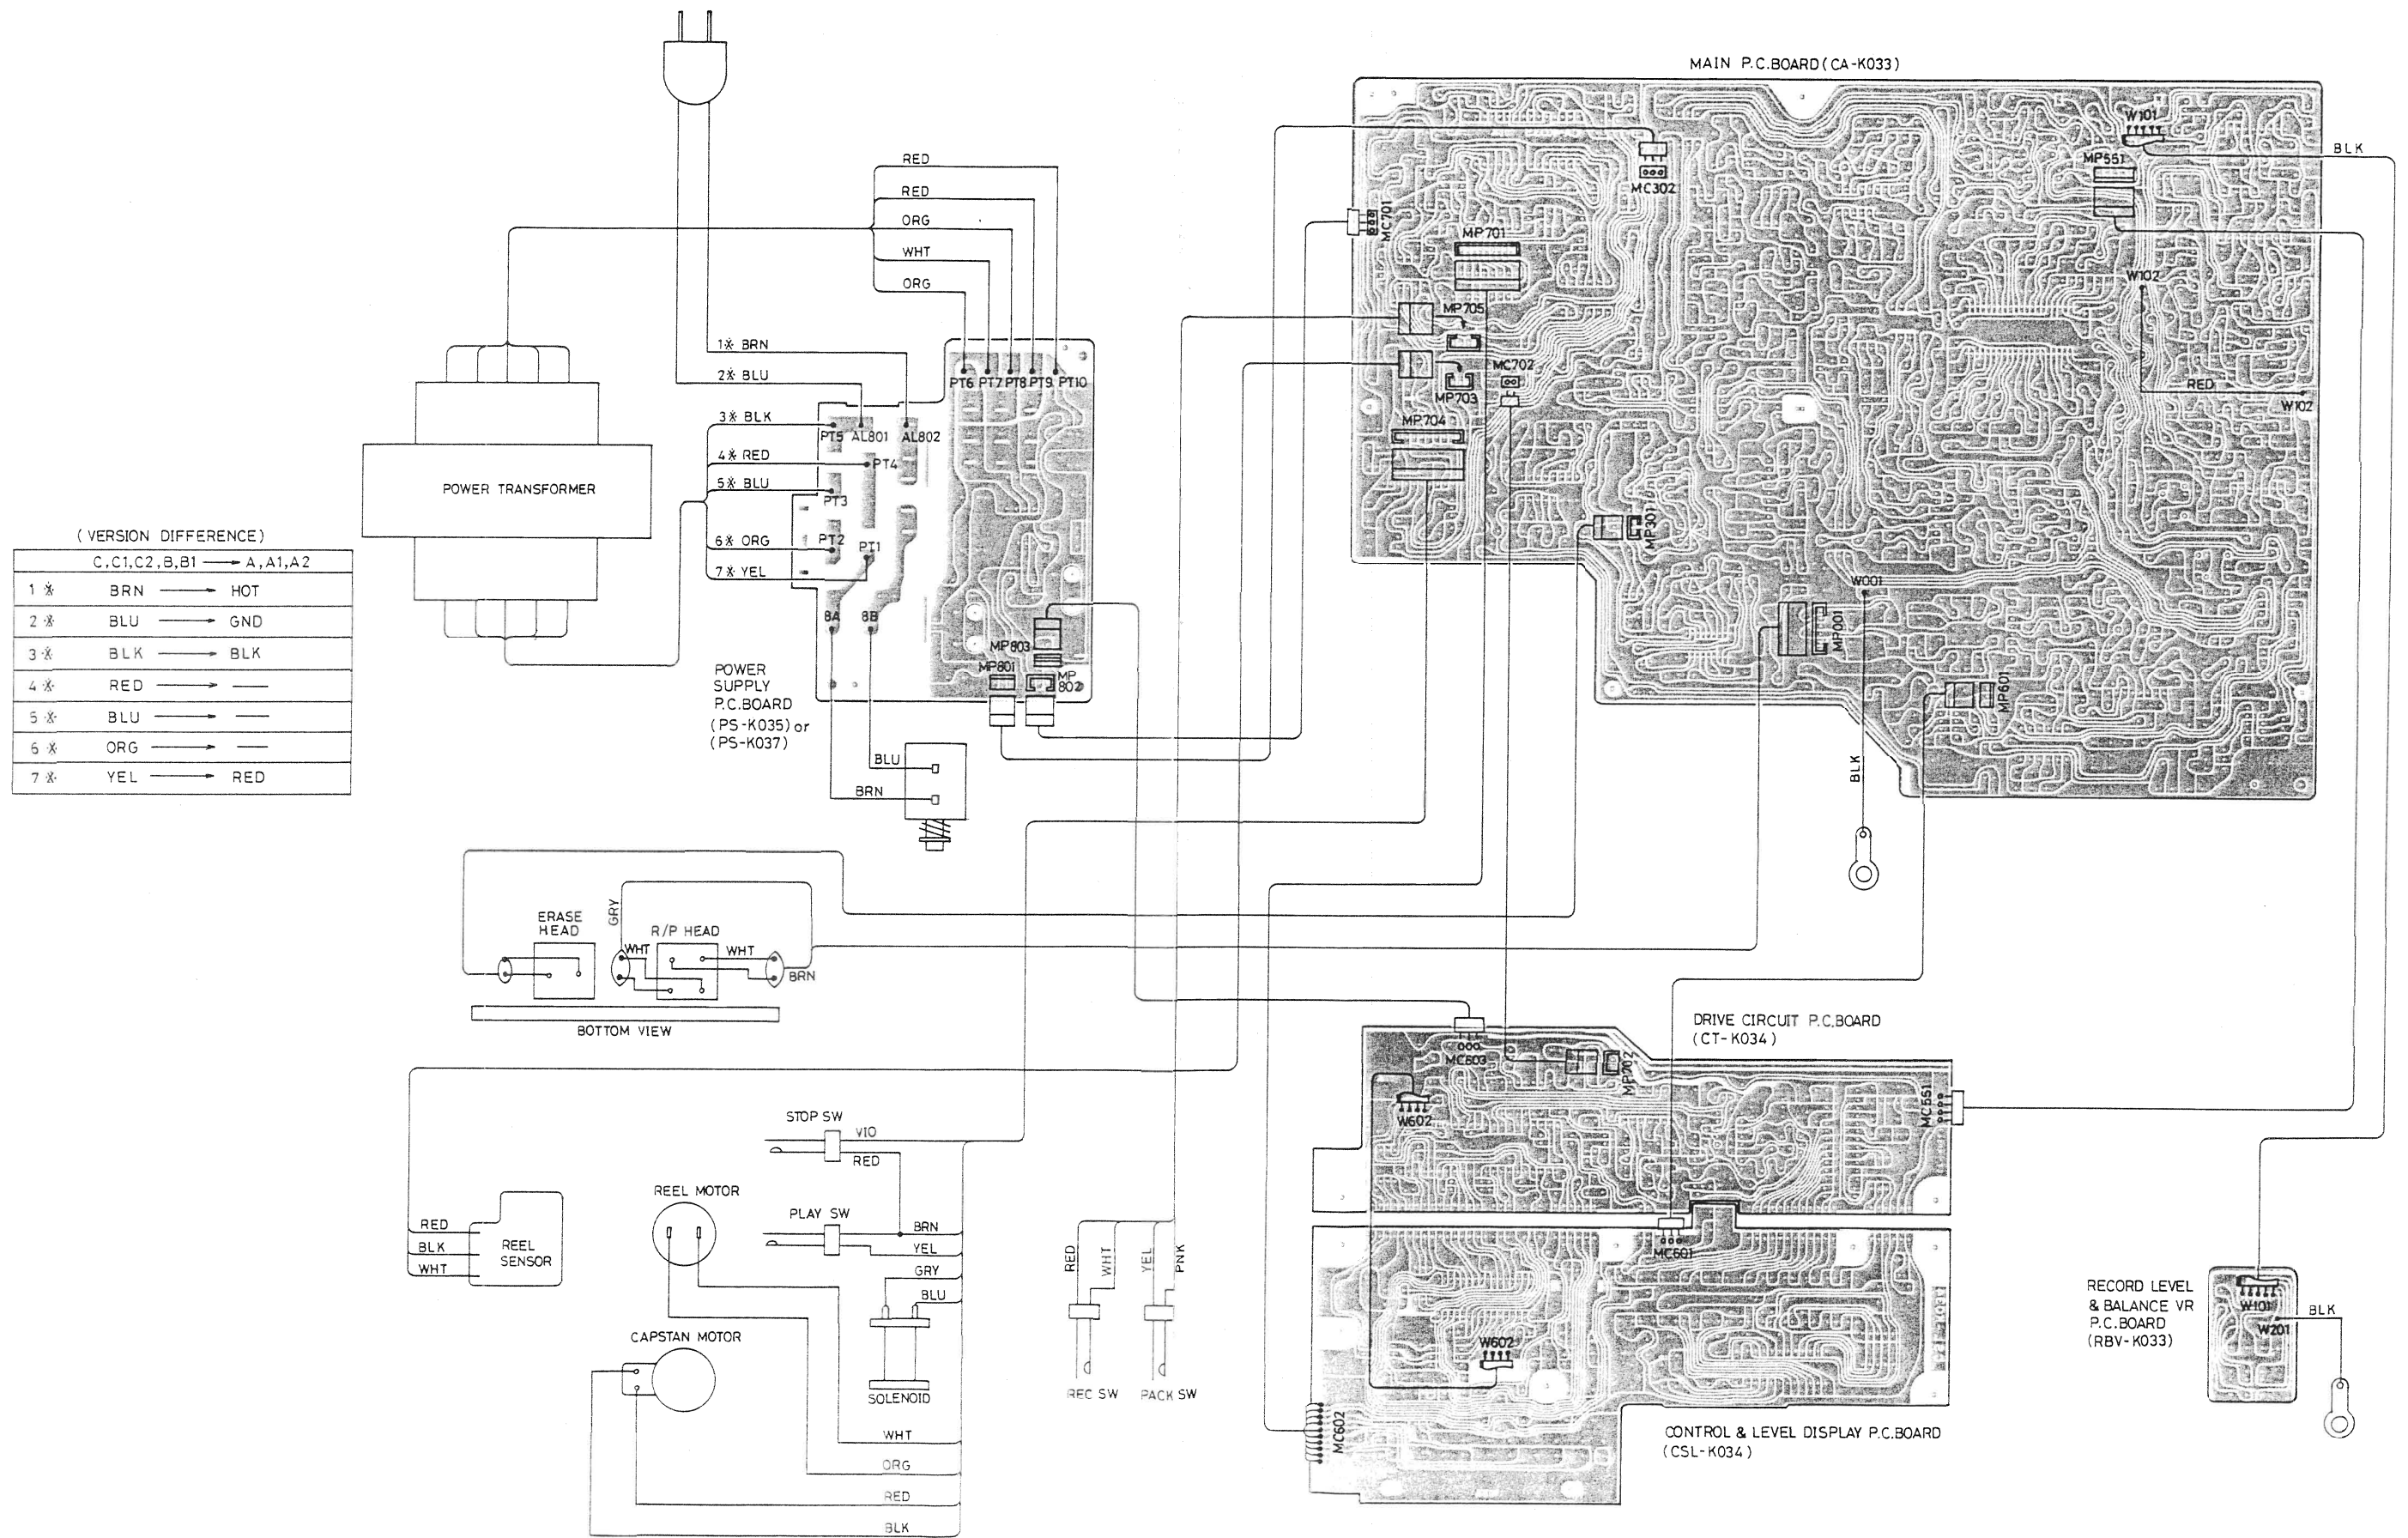 MAIN P.C.BOARD (CA-K033)
W101
BLK
MP551
MC302
MC701
MP701
W102
MP705
MC702
MP703
RED
W102
MP704
MP301
W001
MP001
MP601
BLK
RED
RED
ORG
WHT
ORG
1※ BRN
2※ BLU
PT6 PT7 PT8 PT9 PT10
3※ BLK
PT5 AL801 AL802
4※ RED
PT4
5※ BLU
PT3
6※ ORG
PT2
PT1
7※ YEL
8A 8B
MP803
MP801
MP
802
POWER TRANSFORMER
POWER
SUPPLY
P.C.BOARD
(PS-K035) or
(PS-K037)
BLU
BRN
(VERSION DIFFERENCE)
C,C1,C2,B,B1 → A,A1,A2
1 ※ BRN → HOT
2 ※ BLU → GND
3 ※ BLK → BLK
4 ※ RED → —
5 ※ BLU → —
6 ※ ORG → —
7 ※ YEL → RED
ERASE
HEAD
GRY
R/P HEAD
WHT
WHT
BRN
BOTTOM VIEW
STOP SW
VIO
RED
REEL MOTOR
PLAY SW
BRN
YEL
GRY
BLU
RED
BLK
WHT
REEL
SENSOR
CAPSTAN MOTOR
SOLENOID
WHT
ORG
RED
BLK
RED
WHT
YEL
PNK
REC SW
PACK SW
DRIVE CIRCUIT P.C.BOARD
(CT-K034)
MC603
MP702
W602
MC551
MC601
W602
MC602
CONTROL & LEVEL DISPLAY P.C.BOARD
(CSL-K034)
RECORD LEVEL
& BALANCE VR
P.C.BOARD
(RBV-K033)
W101
BLK
W201